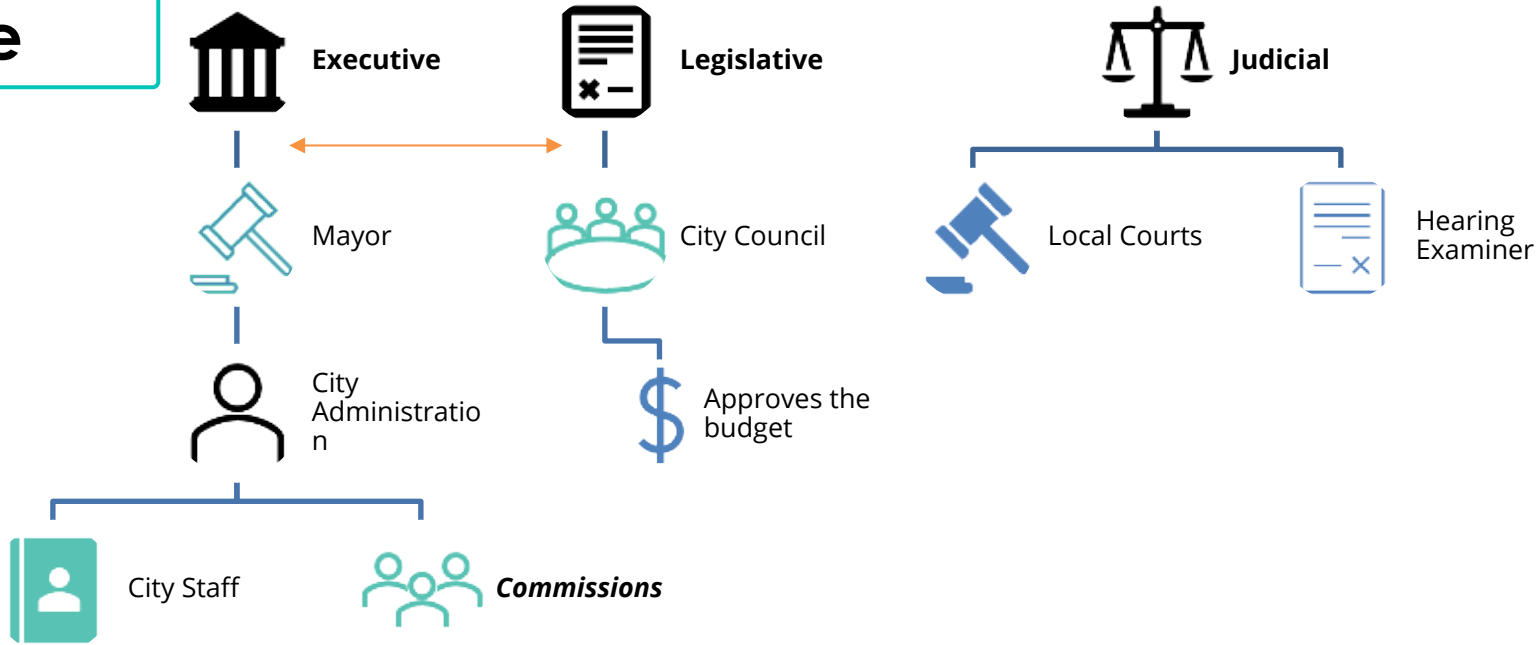 e
Executive
Legislative
Judicial
Mayor
City Council
Local Courts
Hearing
Examiner
City
Administratio
n
Approves the
budget
City Staff
Commissions